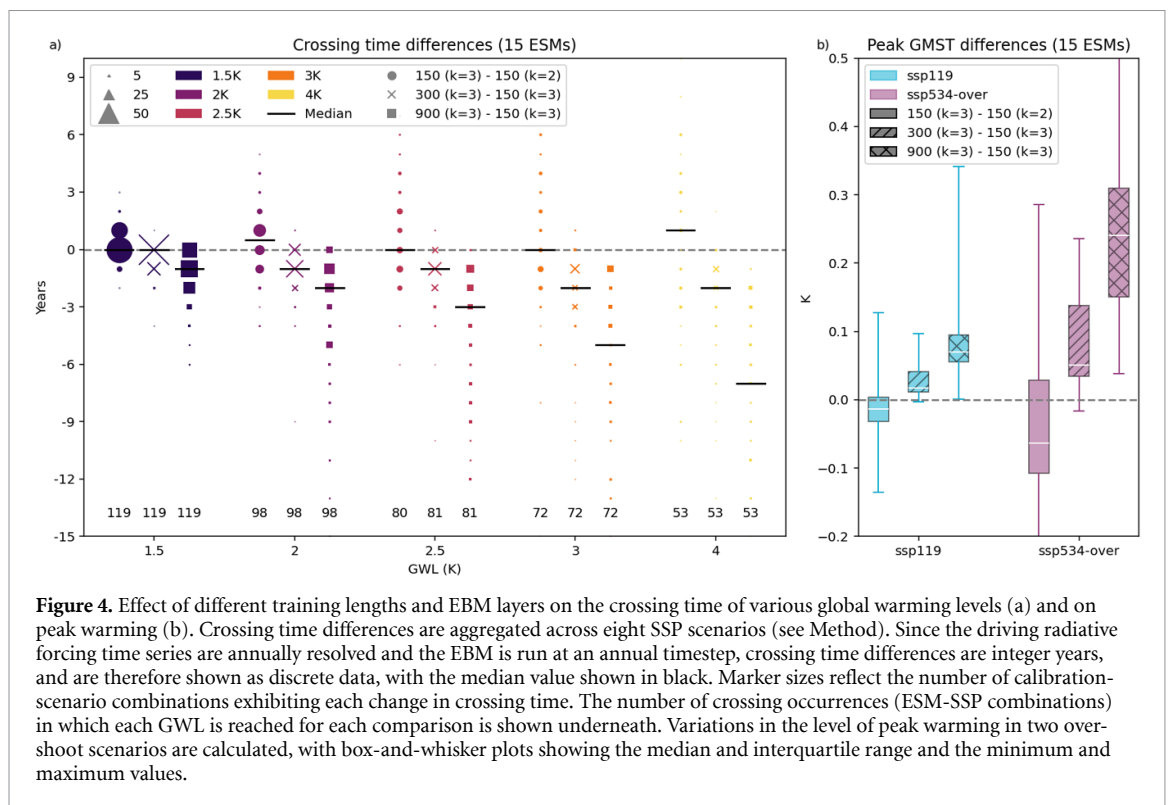 a)
Crossing time differences (15 ESMs)
5
25
50
1.5K
2K
2.5K
3K
4K
Median
150 (k=3) - 150 (k=2)
300 (k=3) - 150 (k=3)
900 (k=3) - 150 (k=3)
9
6
3
0
-3
-6
-9
-12
-15
Years
119 119 119 98 98 98 80 81 81 72 72 72 53 53 53
1.5 2 2.5 3 4
GWL (K)
b)
Peak GMST differences (15 ESMs)
ssp119
ssp534-over
150 (k=3) - 150 (k=2)
300 (k=3) - 150 (k=3)
900 (k=3) - 150 (k=3)
0.5
0.4
0.3
0.2
0.1
0.0
-0.1
-0.2
K
ssp119 ssp534-over
Figure 4. Effect of different training lengths and EBM layers on the crossing time of various global warming levels (a) and on
peak warming (b). Crossing time differences are aggregated across eight SSP scenarios (see Method). Since the driving radiative
forcing time series are annually resolved and the EBM is run at an annual timestep, crossing time differences are integer years,
and are therefore shown as discrete data, with the median value shown in black. Marker sizes reflect the number of calibration-
scenario combinations exhibiting each change in crossing time. The number of crossing occurrences (ESM-SSP combinations)
in which each GWL is reached for each comparison is shown underneath. Variations in the level of peak warming in two over-
shoot scenarios are calculated, with box-and-whisker plots showing the median and interquartile range and the minimum and
maximum values.